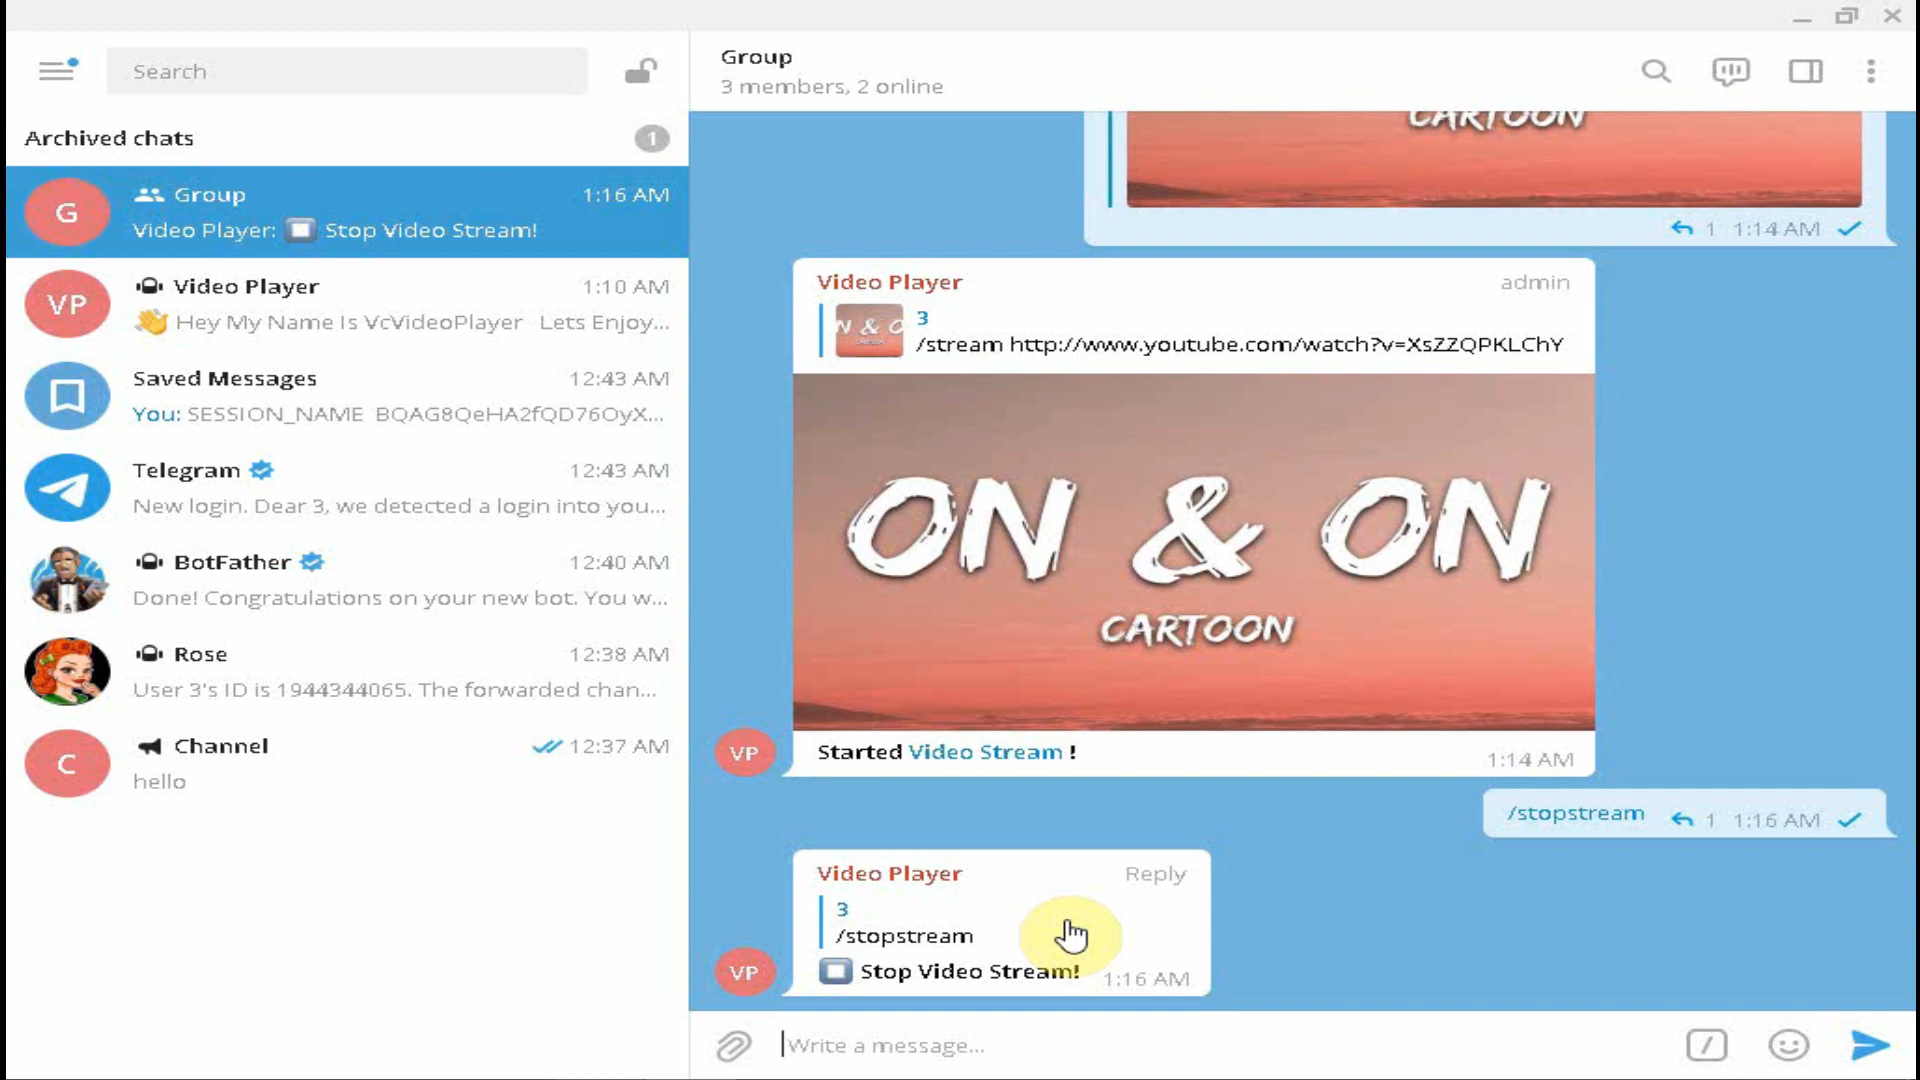 Search
Archived chats
1
G
Group
1:16 AM
Video Player: Stop Video Stream!
VP
Video Player
1:10 AM
Hey My Name Is VcVideoPlayer Lets Enjoy...
Saved Messages
12:43 AM
You: SESSION_NAME BQAG8QeHA2fQD76OyX...
Telegram
12:43 AM
New login. Dear 3, we detected a login into you...
BotFather
12:40 AM
Done! Congratulations on your new bot. You w...
Rose
12:38 AM
User 3's ID is 1944344065. The forwarded chan...
C
Channel
12:37 AM
hello
Group
3 members, 2 online
CARTOON
1 1:14 AM
Video Player
admin
N & O
3
/stream http://www.youtube.com/watch?v=XsZZQPKLChY
ON & ON
CARTOON
VP
Started Video Stream !
1:14 AM
/stopstream 1 1:16 AM
Video Player
Reply
3
/stopstream
VP
Stop Video Stream!
1:16 AM
Write a message...